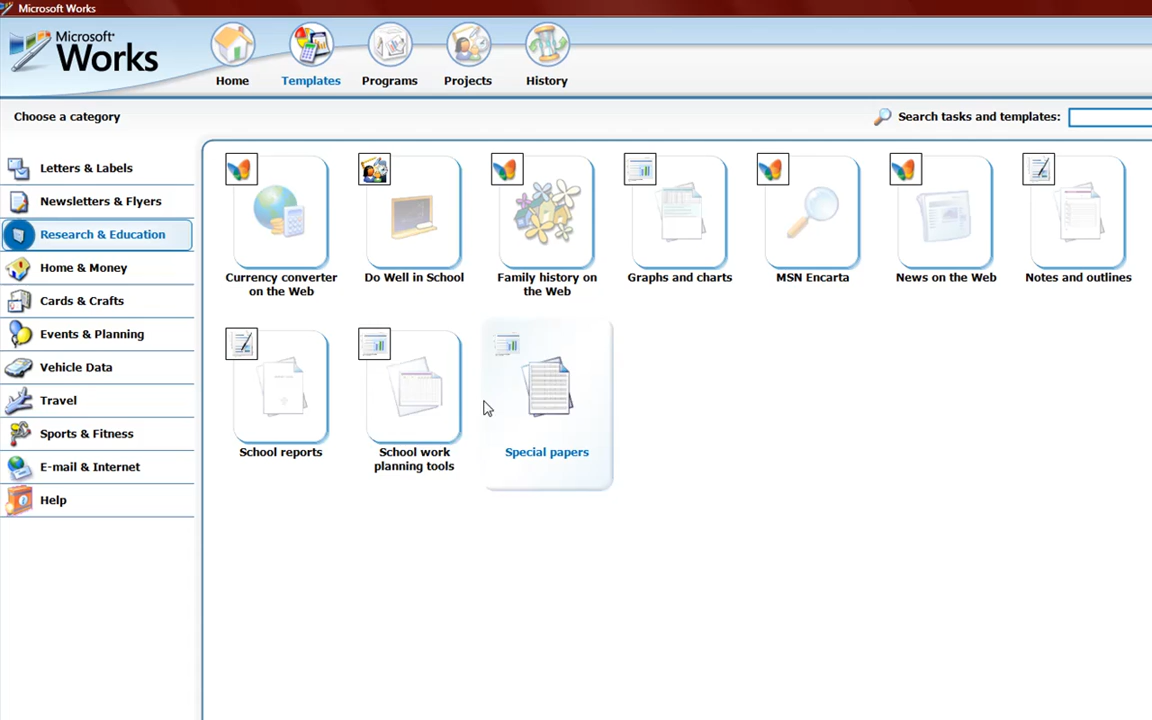 Microsoft Works
Microsoft®
Works
Home
Templates
Programs
Projects
History
Choose a category
Search tasks and templates:
Letters & Labels
Newsletters & Flyers
Research & Education
Home & Money
Cards & Crafts
Events & Planning
Vehicle Data
Travel
Sports & Fitness
E-mail & Internet
Help
Currency converter
on the Web
Do Well in School
Family history on
the Web
Graphs and charts
MSN Encarta
News on the Web
Notes and outlines
School reports
School work
planning tools
Special papers